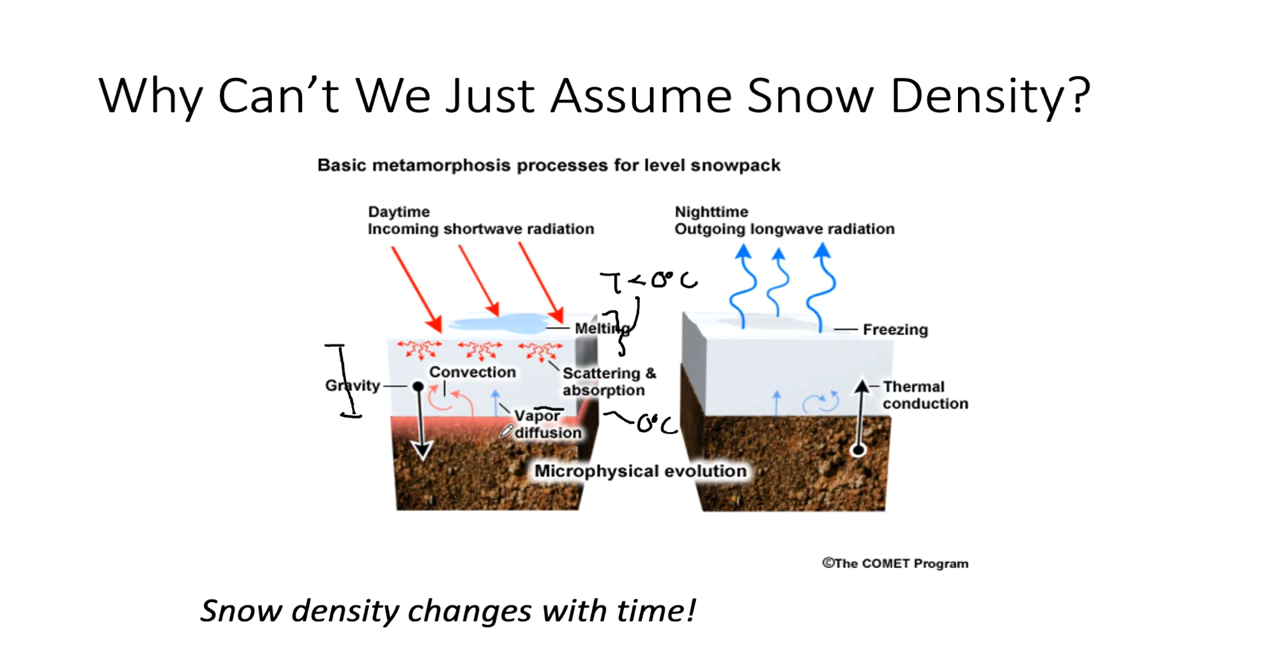 Why Can't We Just Assume Snow Density?
Basic metamorphosis processes for level snowpack
Daytime
Incoming shortwave radiation
Nighttime
Outgoing longwave radiation
T < 0°C
Melting
Freezing
Gravity
Convection
Scattering &
absorption
Thermal
conduction
Vapor
diffusion
~0°C
Microphysical evolution
©The COMET Program
Snow density changes with time!